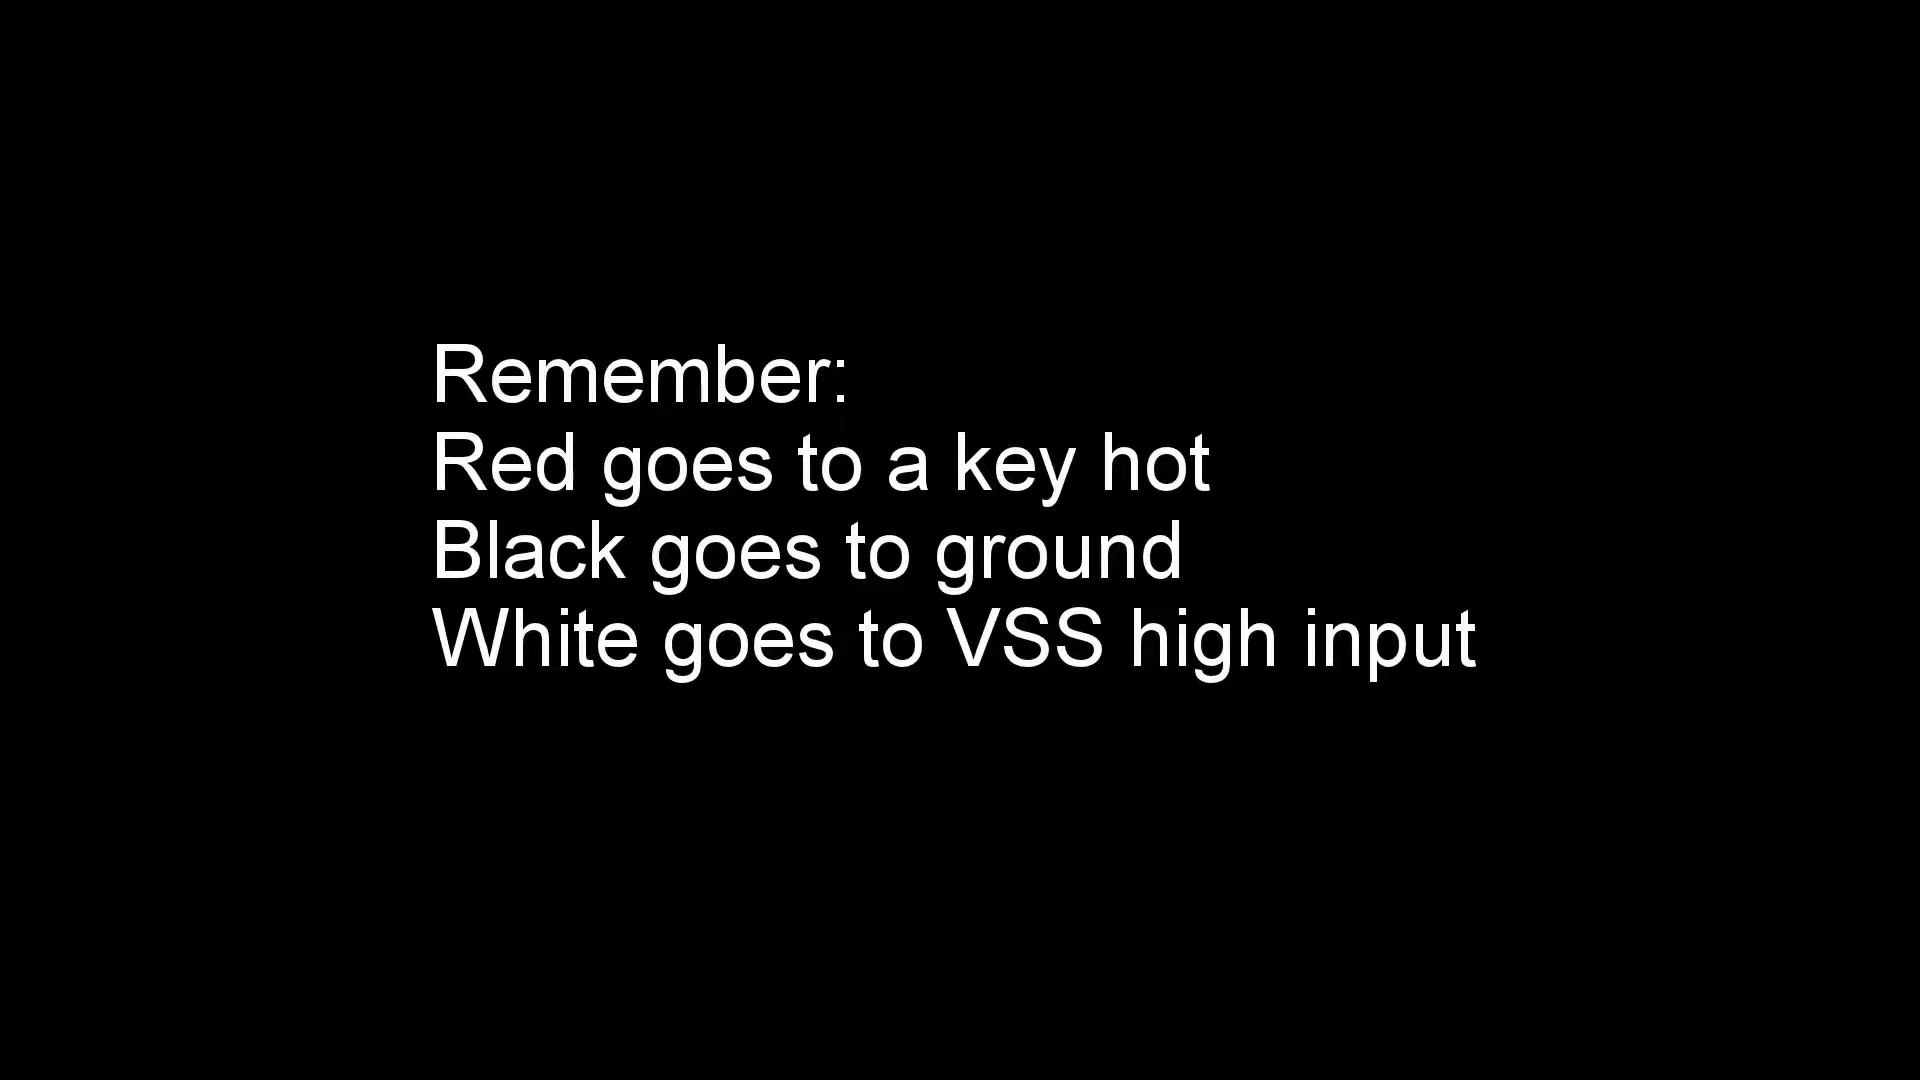 Remember:
Red goes to a key hot
Black goes to ground
White goes to VSS high input